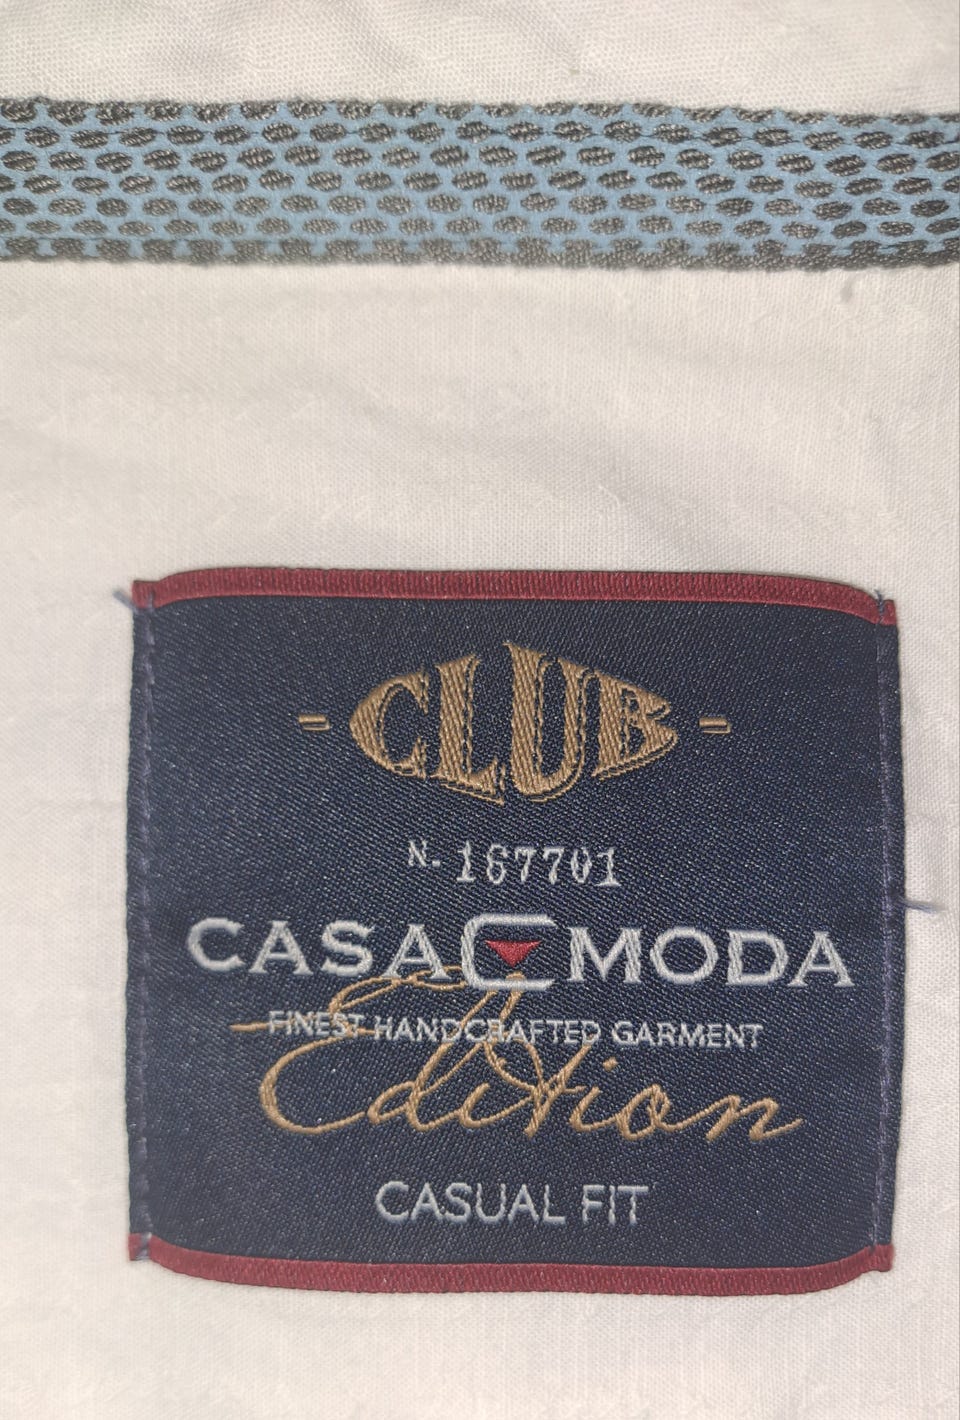 - CLUB -
N. 167701
CASA MODA
FINEST HANDCRAFTED GARMENT
Edition
CASUAL FIT